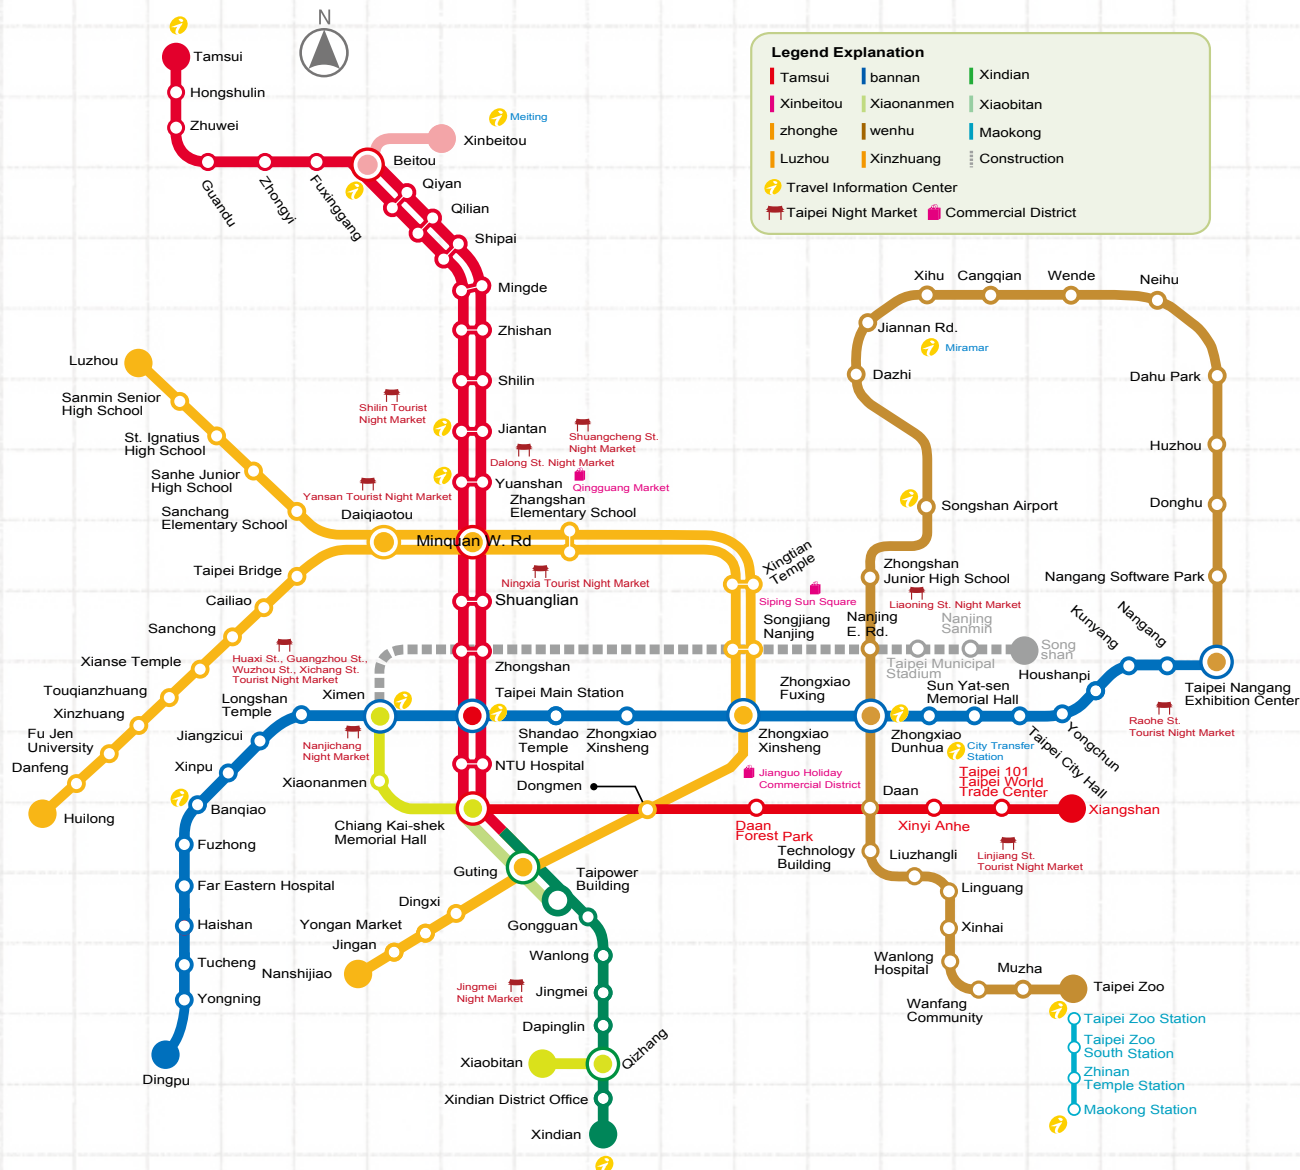 N
Tamsui
Hongshulin
Zhuwei
Guandu
Zhongyi
Fuxinggang
Beitou
Meiting
Xinbeitou
Qiyan
Qilian
Shipai
Mingde
Zhishan
Shilin
Jiantan
Yuanshan
Legend Explanation
Tamsui
bannan
Xindian
Xinbeitou
Xiaonanmen
Xiaobitan
zhonghe
wenhu
Maokong
Luzhou
Xinzhuang
Construction
Travel Information Center
Taipei Night Market
Commercial District
Xihu
Cangqian
Wende
Neihu
Jiannan Rd.
Miramar
Dazhi
Dahu Park
Huzhou
Donghu
Songshan Airport
Nangang Software Park
Luzhou
Sanmin Senior
High School
St. Ignatius
High School
Sanhe Junior
High School
Sanchang
Elementary School
Shilin Tourist
Night Market
Shuangcheng St.
Night Market
Dalong St. Night Market
Qingguang Market
Yansan Tourist Night Market
Daiqiaotou
Zhangshan
Elementary School
Minquan W. Rd
Ningxia Tourist Night Market
Shuanglian
Xingtian
Temple
Siping Sun Square
Songjiang
Nanjing
Zhongshan
Junior High School
Liaoning St. Night Market
Nanjing
E. Rd.
Nanjing
Sanmin
Taipei Municipal
Stadium
Song
shan
Taipei Bridge
Cailiao
Sanchong
Xianse Temple
Touqianzhuang
Xinzhuang
Fu Jen
University
Danfeng
Huilong
Huaxi St., Guangzhou St.,
Wuzhou St., Xichang St.
Tourist Night Market
Zhongshan
Longshan
Temple
Ximen
Taipei Main Station
Jiangzicui
Xinpu
Banqiao
Fuzhong
Far Eastern Hospital
Haishan
Tucheng
Yongning
Dingpu
Nanjichang
Night Market
Xiaonanmen
Shandao
Temple
Zhongxiao
Xinsheng
NTU Hospital
Dongmen
Zhongxiao
Fuxing
Zhongxiao
Xinsheng
Jianguo Holiday
Commercial District
Zhongxiao
Dunhua
Sun Yat-sen
Memorial Hall
City Transfer
Station
Houshanpi
Kunyang
Nangang
Taipei City Hall
Yongchun
Taipei Nangang
Exhibition Center
Raohe St.
Tourist Night Market
Chiang Kai-shek
Memorial Hall
Daan
Forest Park
Daan
Xinyi Anhe
Taipei 101
Taipei World
Trade Center
Xiangshan
Linjiang St.
Tourist Night Market
Technology
Building
Liuzhangli
Linguang
Xinhai
Wanlong
Hospital
Wanfang
Community
Muzha
Taipei Zoo
Taipei Zoo Station
Taipei Zoo
South Station
Zhinan
Temple Station
Maokong Station
Guting
Taipower
Building
Dingxi
Yongan Market
Jingan
Nanshijiao
Gongguan
Wanlong
Jingmei
Night Market
Jingmei
Dapinglin
Xiaobitan
Qizhang
Xindian District Office
Xindian